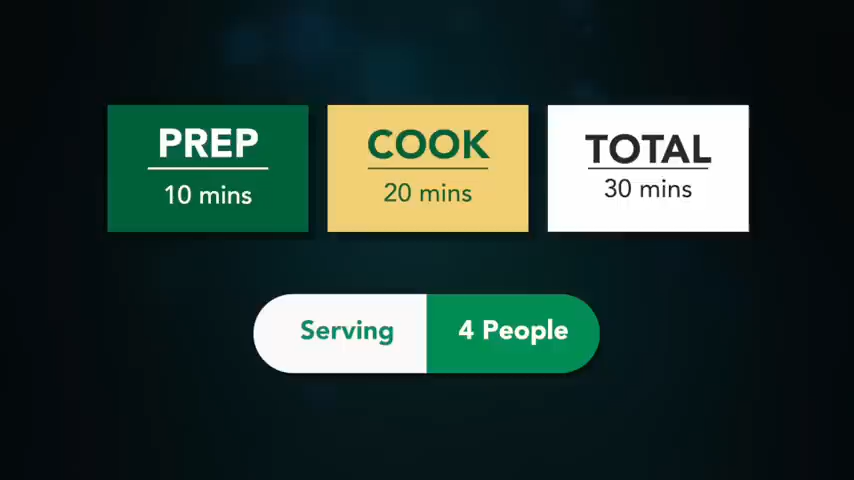 PREP
10 mins
COOK
20 mins
TOTAL
30 mins
Serving 4 People